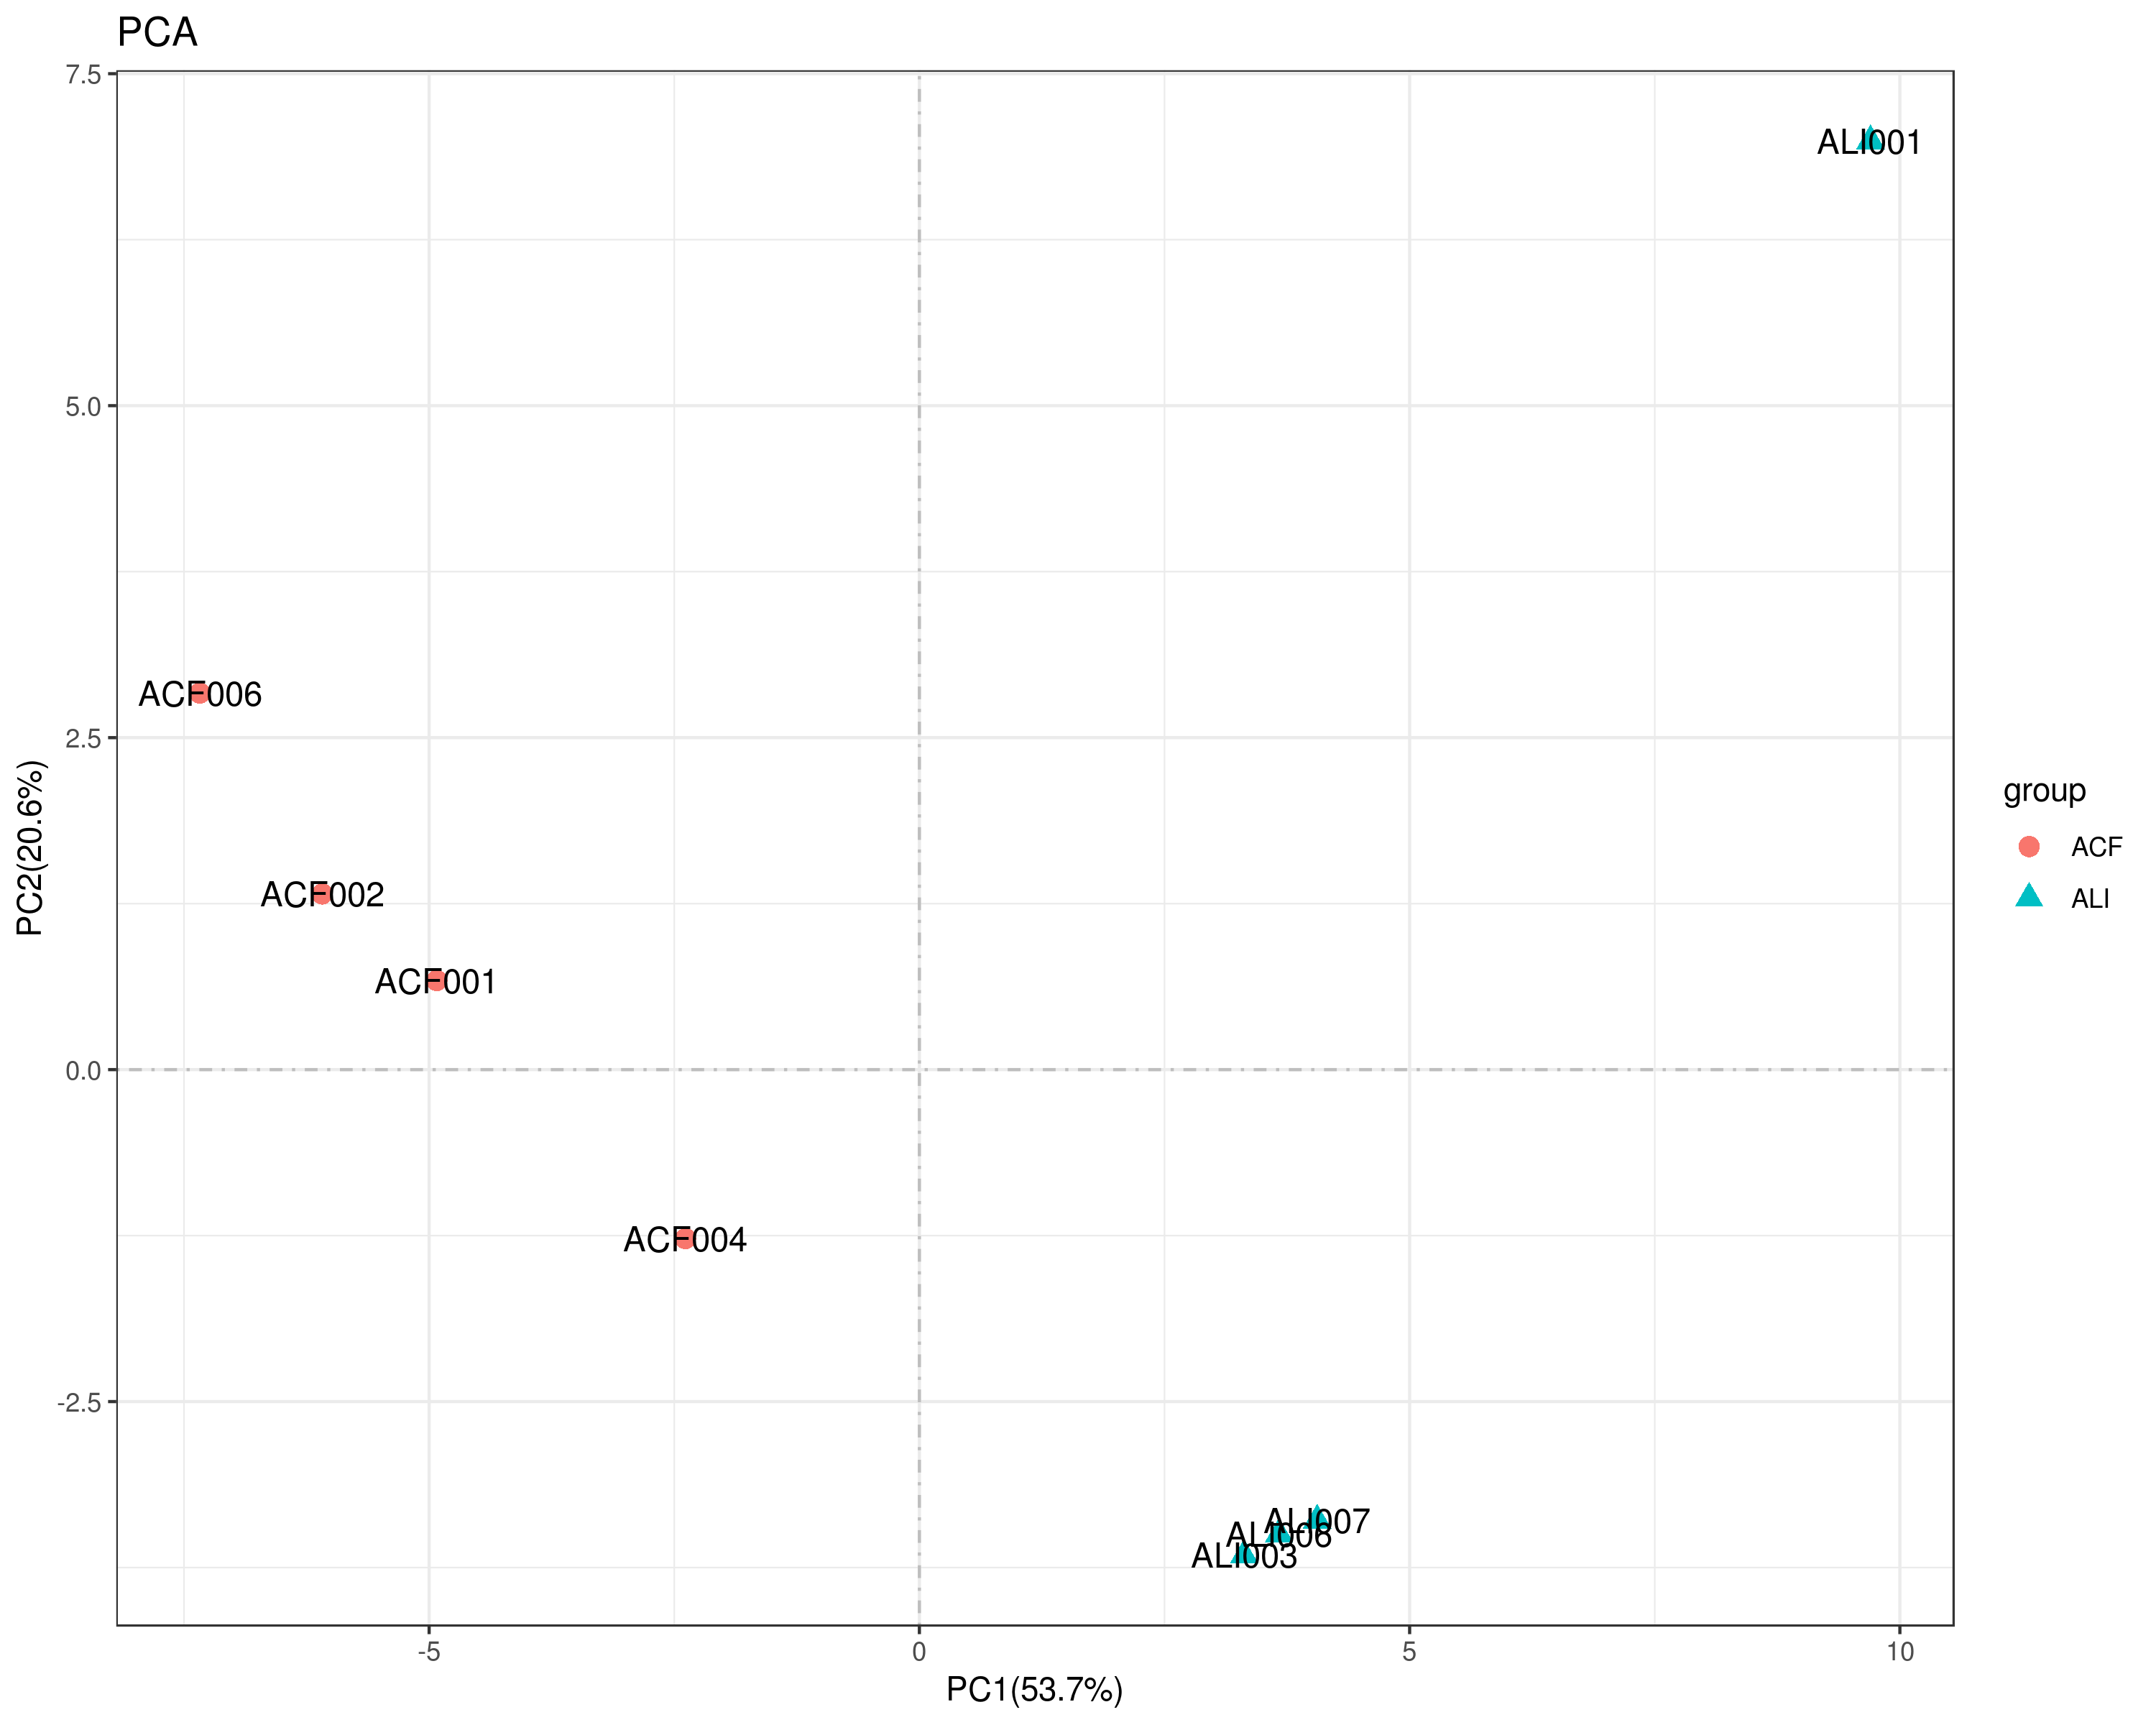 PCA
7.5
5.0
2.5
0.0
-2.5
PC2(20.6%)
ALI001
ACF006
ACF002
ACF001
ACF004
ALI007
ALI006
ALI003
-5
0
5
10
PC1(53.7%)
group
ACF
ALI